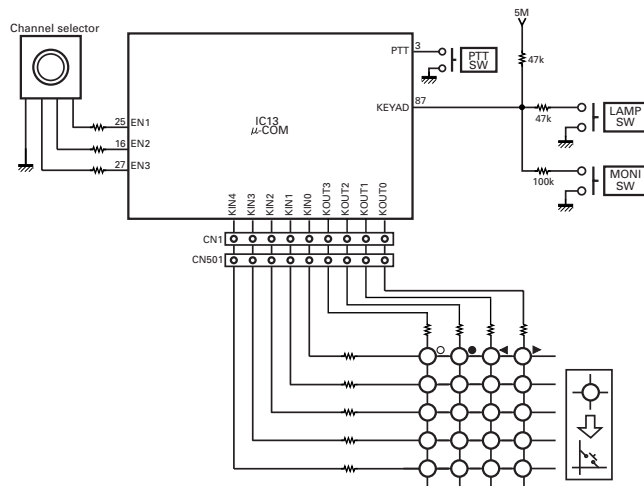 Channel selector
5M
PTT
3
PTT
SW
47k
KEYAD
87
IC13
μ-COM
25
EN1
16
EN2
27
EN3
47k
LAMP
SW
100k
MONI
SW
KIN4
KIN3
KIN2
KIN1
KIN0
KOUT3
KOUT2
KOUT1
KOUT0
CN1
CN501